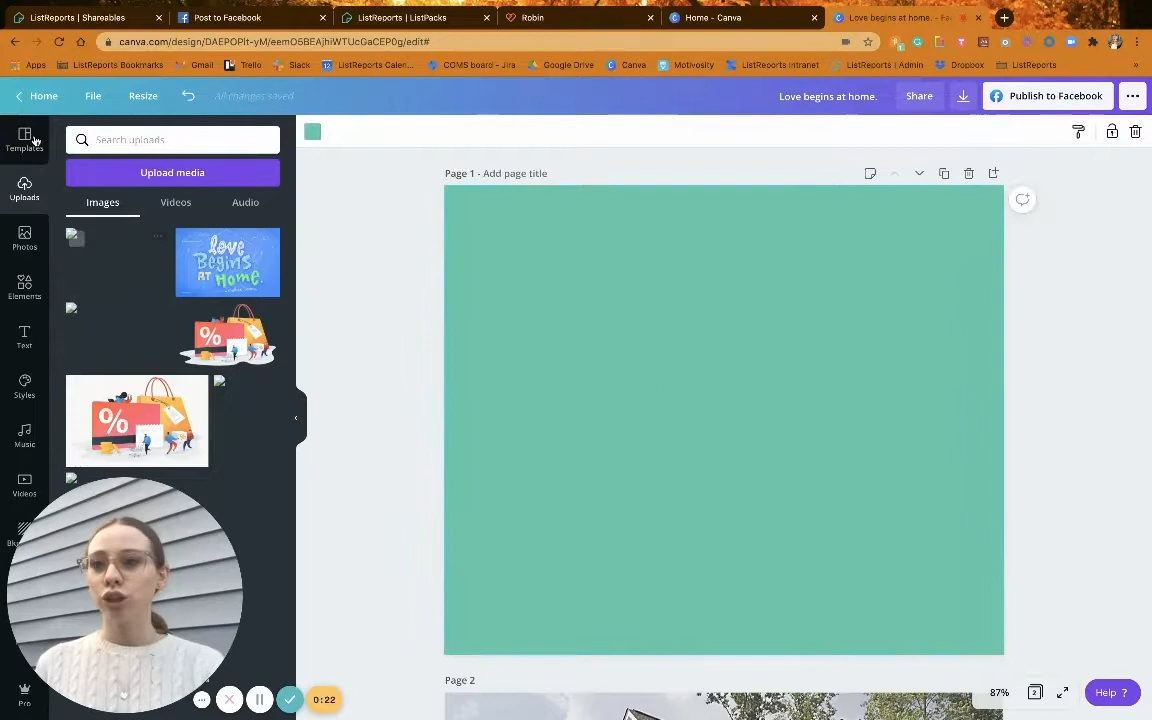 ListReports | Shareables
Post to Facebook
ListReports | ListPacks
Robin
Home - Canva
Love begins at home. - Fa
canva.com/design/DAEPOPIt-yM/eemO5BEAjhiWTUcGaCEP0g/edit#
Apps
ListReports Bookmarks
Gmail
Trello
Slack
ListReports Calen...
COMS board - Jira
Google Drive
Canva
Motivosity
ListReports Intranet
ListReports | Admin
Dropbox
ListReports
Home
File
Resize
All changes saved
Love begins at home.
Share
Publish to Facebook
Templates
Search uploads
Upload media
Uploads
Images
Videos
Audio
Page 1 - Add page title
Photos
love
Begins
AT Home.
Elements
%
Text
Styles
%
Music
Videos
Page 2
Pro
0:22
87%
2
Help ?